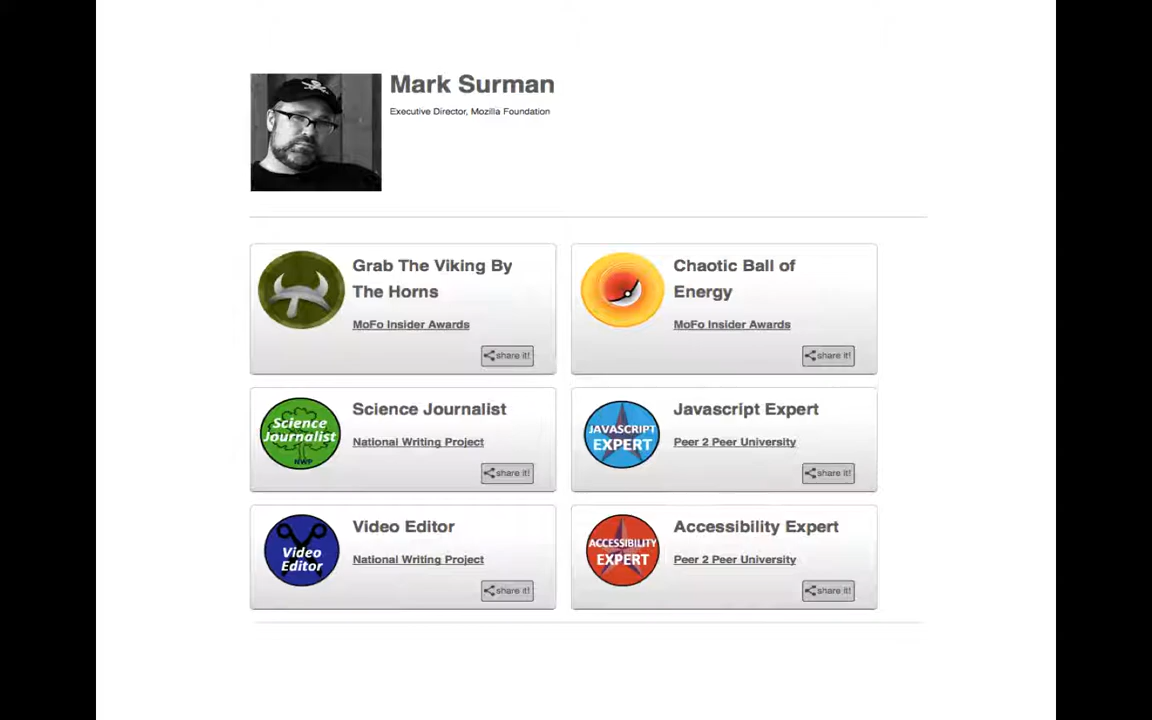 Mark Surman
Executive Director, Mozilla Foundation
Grab The Viking By
The Horns
MoFo Insider Awards
share it!
Chaotic Ball of
Energy
MoFo Insider Awards
share it!
Science
Journalist
NWP
Science Journalist
National Writing Project
share it!
JAVASCRIPT
EXPERT
Javascript Expert
Peer 2 Peer University
share it!
Video
Editor
Video Editor
National Writing Project
share it!
ACCESSIBILITY
EXPERT
Accessibility Expert
Peer 2 Peer University
share it!